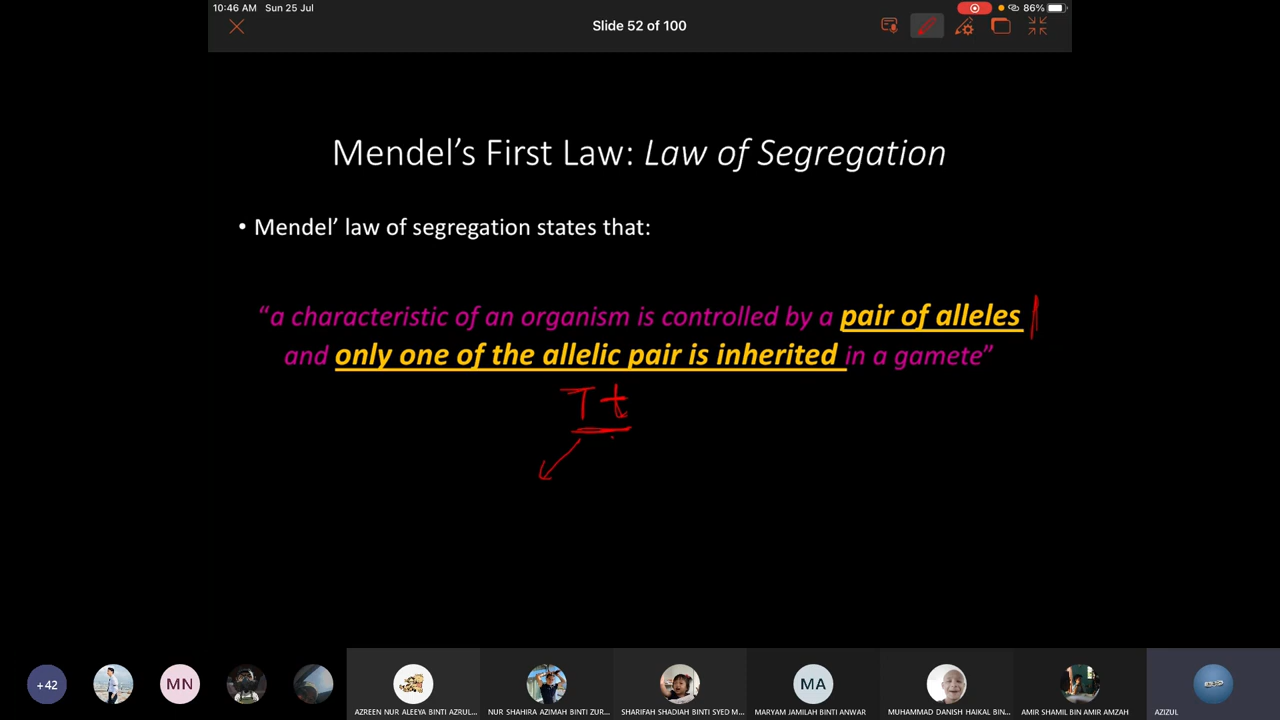 10:46 AM Sun 25 Jul
86%
Slide 52 of 100
Mendel's First Law: Law of Segregation
• Mendel' law of segregation states that:
“a characteristic of an organism is controlled by a pair of alleles
and only one of the allelic pair is inherited in a gamete”
T t
+42
MN
MA
AZREEN NUR ALEEYA BINTI AZRUL...
NUR SHAHIRA AZIMAH BINTI ZUR...
SHARIFAH SHADIAH BINTI SYED M...
MARYAM JAMILAH BINTI ANWAR
MUHAMMAD DANISH HAIKAL BIN...
AMIR SHAMIL BIN AMIR AMZAH
AZIZUL